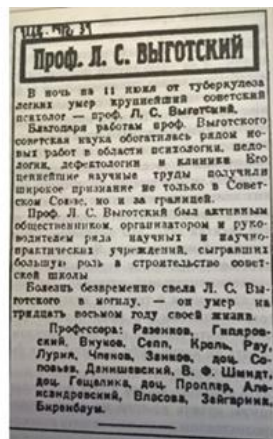 Проф. Л. С. ВЫГОТСКИЙ
В ночь на 11 июня от туберкулеза
легких умер крупнейший советский
психолог — проф. Л. С. Выготский.
Благодаря работам проф. Выготского
советская наука обогатилась рядом но-
вых работ в области психологии, педо-
логии, дефектологии и клиники Его
ценнейшие научные труды получили
широкое признание не только в Совет-
ском Союзе, но и за границей.
Проф. Л. С. Выготский был активным
общественником, организатором и руко-
водителем ряда научных и научно-
практических учреждений, сыгравших
большую роль в строительстве совет-
ской школы
Болезнь безвременно свела Л. С. Вы-
готского в могилу, — он умер на
тридцать восьмом году своей жизни.
Профессора: Разенков, Гиляров-
ский, Внуков, Сепп, Кроль, Рау,
Лурия, Членов, Занков, доц. Со-
ловьев, Данишевский, В. Ф. Шмидт,
доц. Гещелина, доц. Проппер, Але-
ксандровский, Власова, Зейгарник,
Биренбаум.